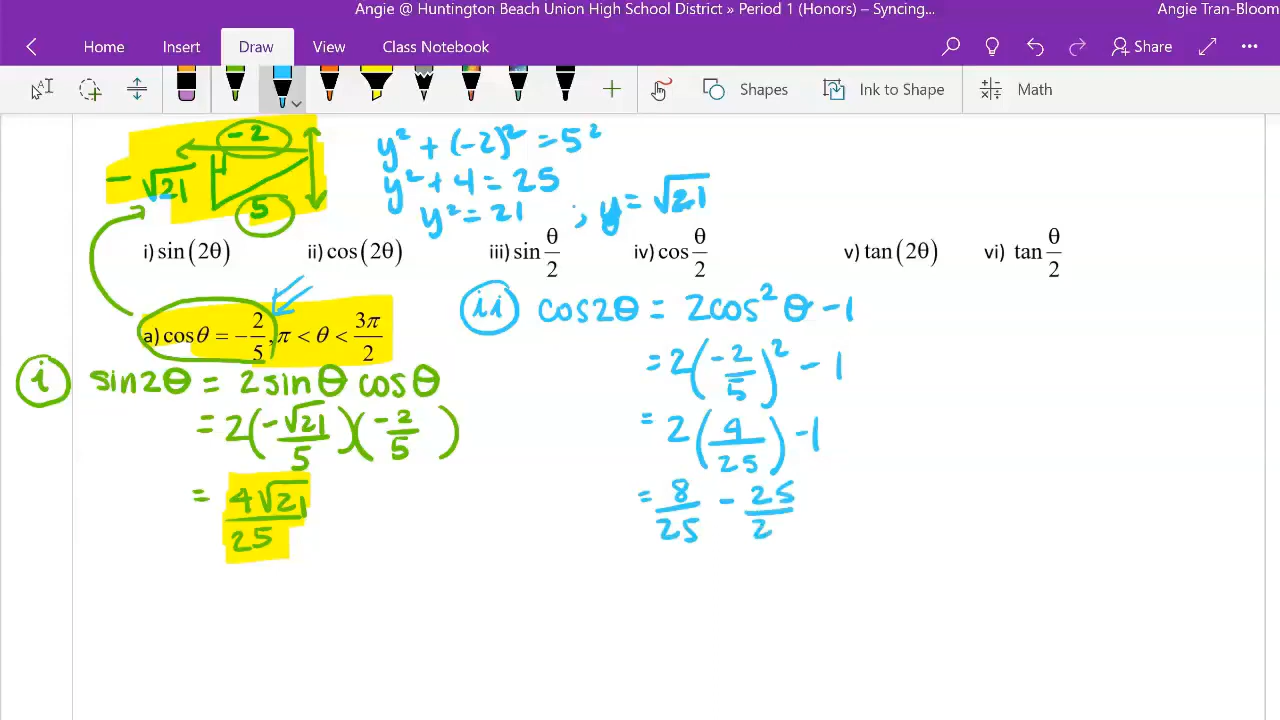 Angie @ Huntington Beach Union High School District » Period 1 (Honors) – Syncing...
Angie Tran-Bloom
Home Insert Draw View Class Notebook Share
Shapes Ink to Shape Math
-2
-√21
5
y² + (-2)² = 5²
y² + 4 = 25
y² = 21 ; y = √21
i) sin(2θ) ii) cos(2θ) iii) sin θ/2 iv) cos θ/2 v) tan(2θ) vi) tan θ/2
a) cosθ = -2/5, π < θ < 3π/2
i sin2θ = 2sinθ cosθ
= 2(-√21/5)(-2/5)
= 4√21/25
ii cos2θ = 2cos²θ - 1
= 2(-2/5)² - 1
= 2(4/25) - 1
= 8/25 - 25/2